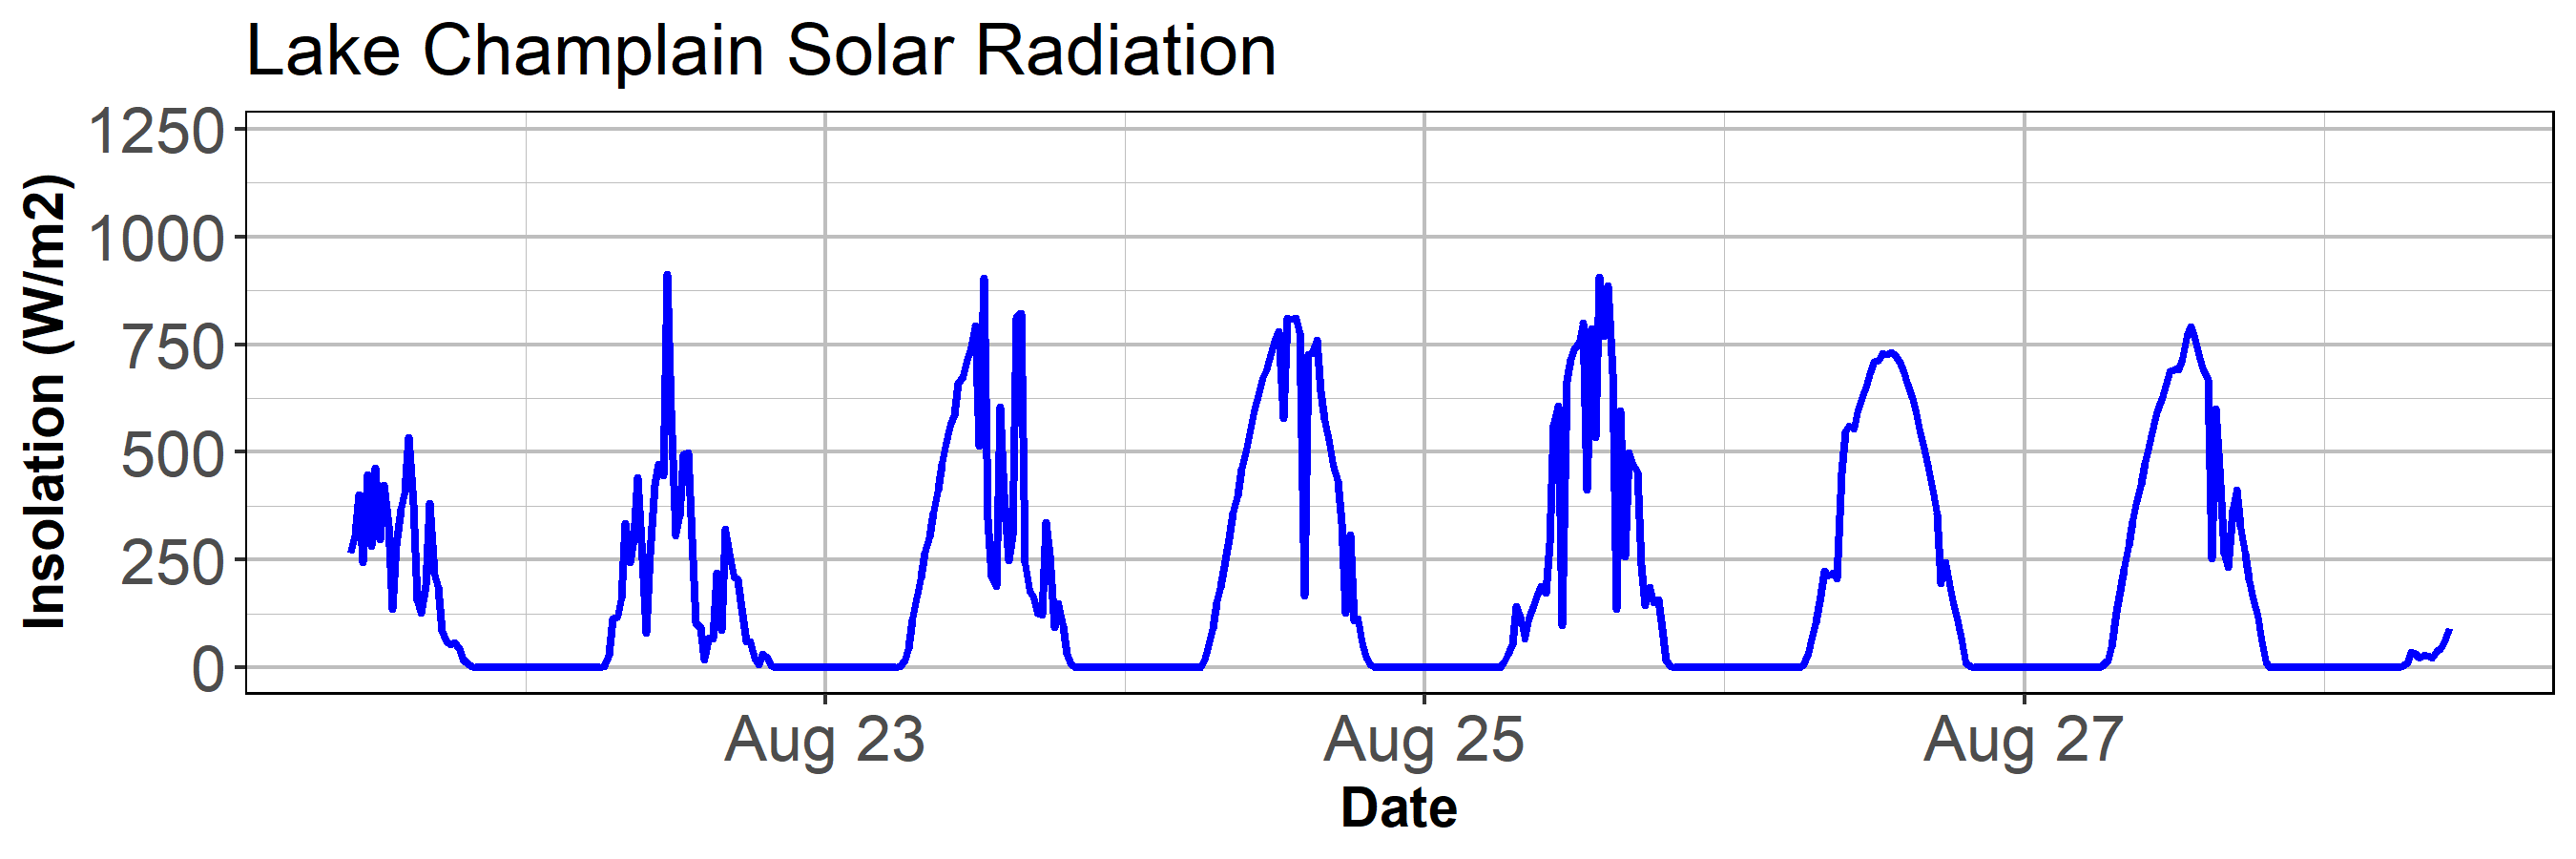 Lake Champlain Solar Radiation
Insolation (W/m2)
1250
1000
750
500
250
0
Aug 23
Aug 25
Aug 27
Date